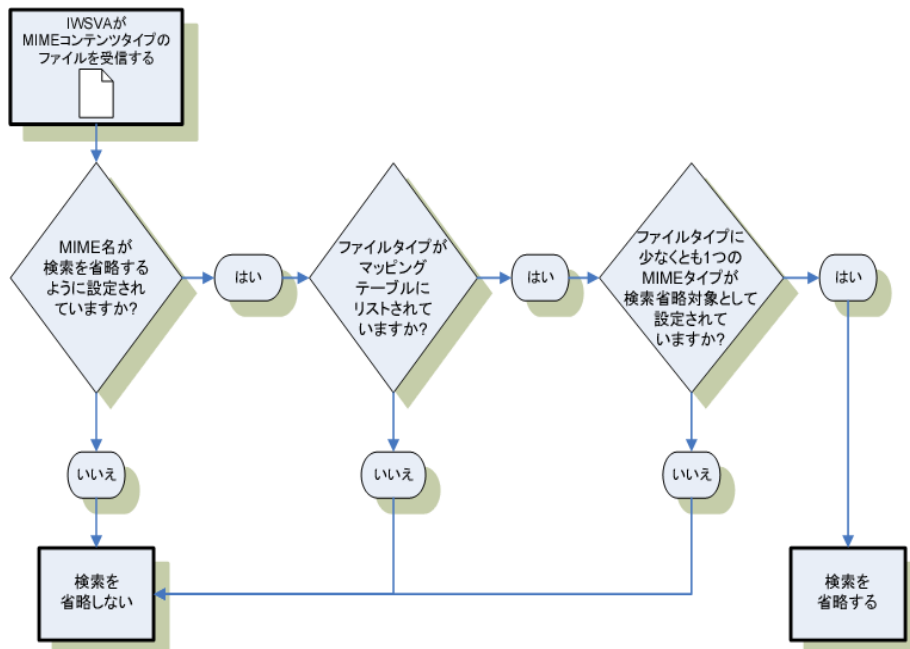 IWSVAが
MIMEコンテンツタイプの
ファイルを受信する
MIME名が
検索を省略する
ように設定され
ていますか?
はい
ファイルタイプが
マッピング
テーブルに
リストされて
いますか?
はい
ファイルタイプに
少なくとも1つの
MIMEタイプが
検索省略対象として
設定されて
いますか?
はい
いいえ
いいえ
いいえ
検索を
省略しない
検索を
省略する